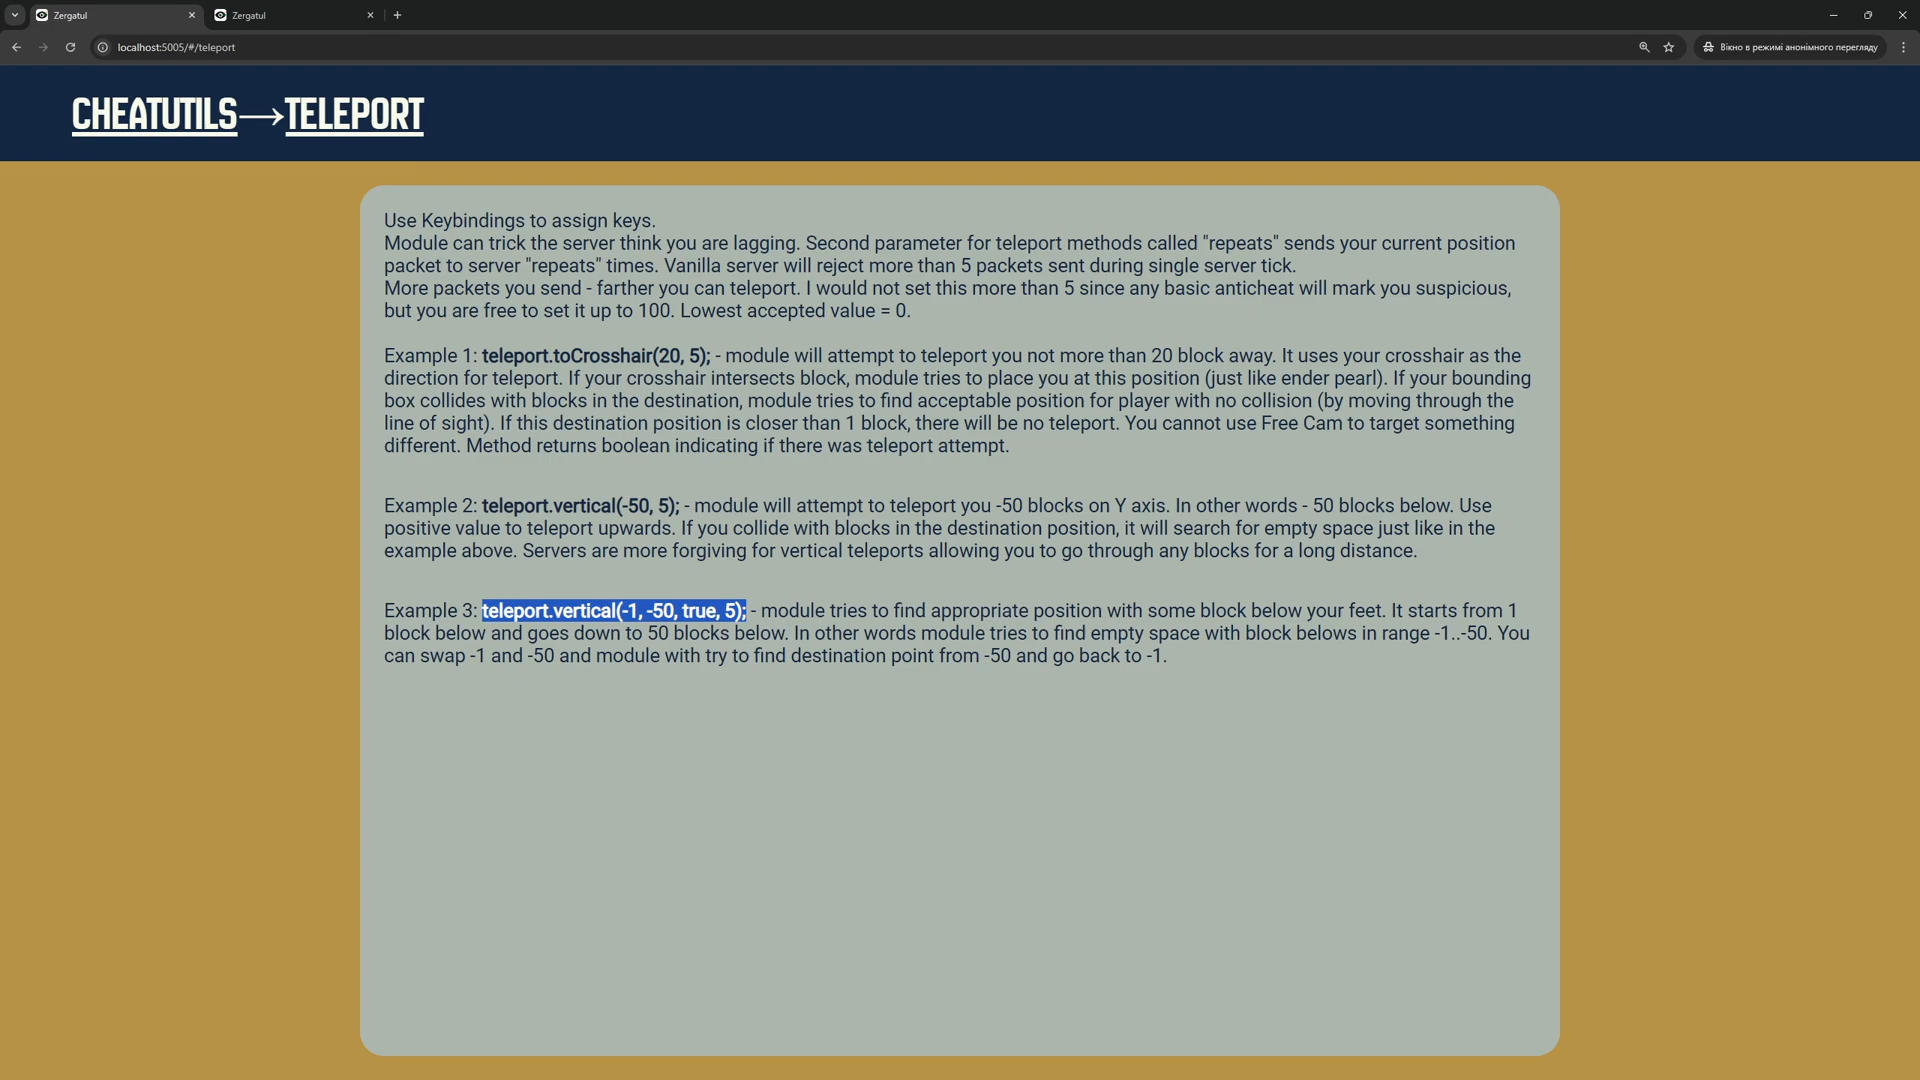 Zergatul
Zergatul
localhost:5005/#/teleport
Вікно в режимі анонімного перегляду
CHEATUTILS→TELEPORT
Use Keybindings to assign keys.
Module can trick the server think you are lagging. Second parameter for teleport methods called "repeats" sends your current position
packet to server "repeats" times. Vanilla server will reject more than 5 packets sent during single server tick.
More packets you send - farther you can teleport. I would not set this more than 5 since any basic anticheat will mark you suspicious,
but you are free to set it up to 100. Lowest accepted value = 0.
Example 1: teleport.toCrosshair(20, 5); - module will attempt to teleport you not more than 20 block away. It uses your crosshair as the
direction for teleport. If your crosshair intersects block, module tries to place you at this position (just like ender pearl). If your bounding
box collides with blocks in the destination, module tries to find acceptable position for player with no collision (by moving through the
line of sight). If this destination position is closer than 1 block, there will be no teleport. You cannot use Free Cam to target something
different. Method returns boolean indicating if there was teleport attempt.
Example 2: teleport.vertical(-50, 5); - module will attempt to teleport you -50 blocks on Y axis. In other words - 50 blocks below. Use
positive value to teleport upwards. If you collide with blocks in the destination position, it will search for empty space just like in the
example above. Servers are more forgiving for vertical teleports allowing you to go through any blocks for a long distance.
Example 3: teleport.vertical(-1, -50, true, 5); - module tries to find appropriate position with some block below your feet. It starts from 1
block below and goes down to 50 blocks below. In other words module tries to find empty space with block belows in range -1..-50. You
can swap -1 and -50 and module with try to find destination point from -50 and go back to -1.